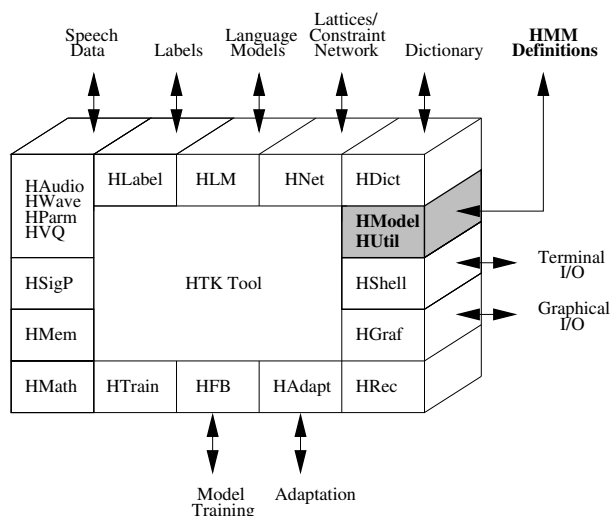 Speech
Data
Labels
Language
Models
Lattices/
Constraint
Network
Dictionary
HMM
Definitions
HAudio
HWave
HParm
HVQ
HLabel
HLM
HNet
HDict
HModel
HUtil
HSigP
HTK Tool
HShell
Terminal
I/O
HMem
HGraf
Graphical
I/O
HMath
HTrain
HFB
HAdapt
HRec
Model
Training
Adaptation